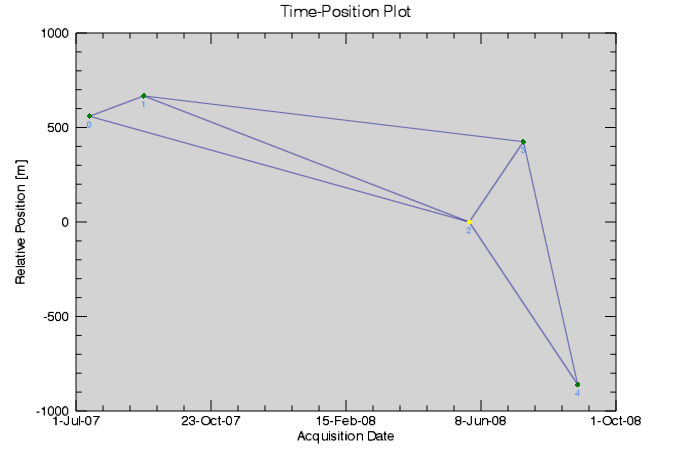 Time-Position Plot
1000
500
0
-500
-1000
Relative Position [m]
0
1
2
3
4
1-Jul-07
23-Oct-07
15-Feb-08
8-Jun-08
1-Oct-08
Acquisition Date